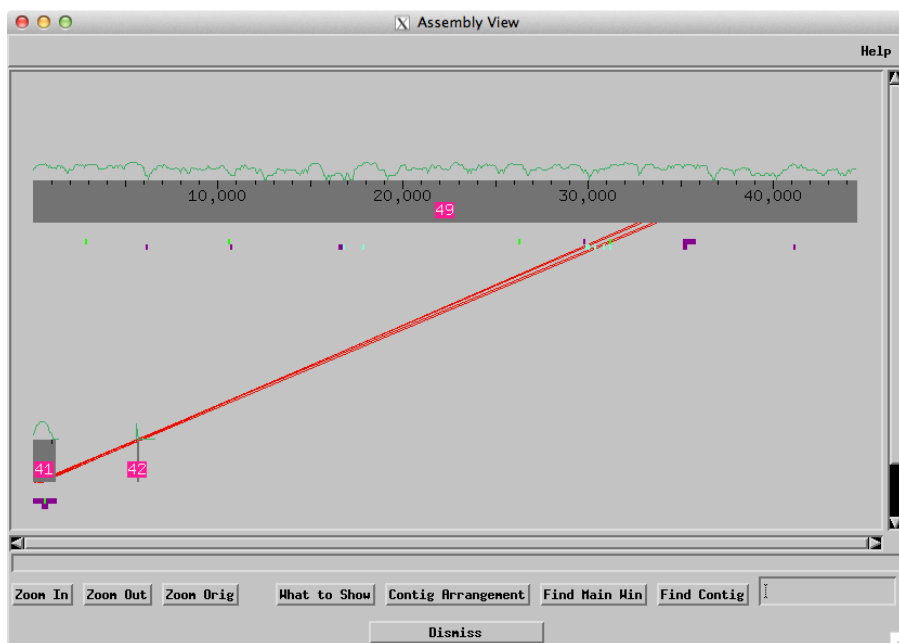 Assembly View
Help
10,000 20,000 30,000 40,000
49
41 42
Zoom In Zoom Out Zoom Orig What to Show Contig Arrangement Find Main Win Find Contig
Dismiss